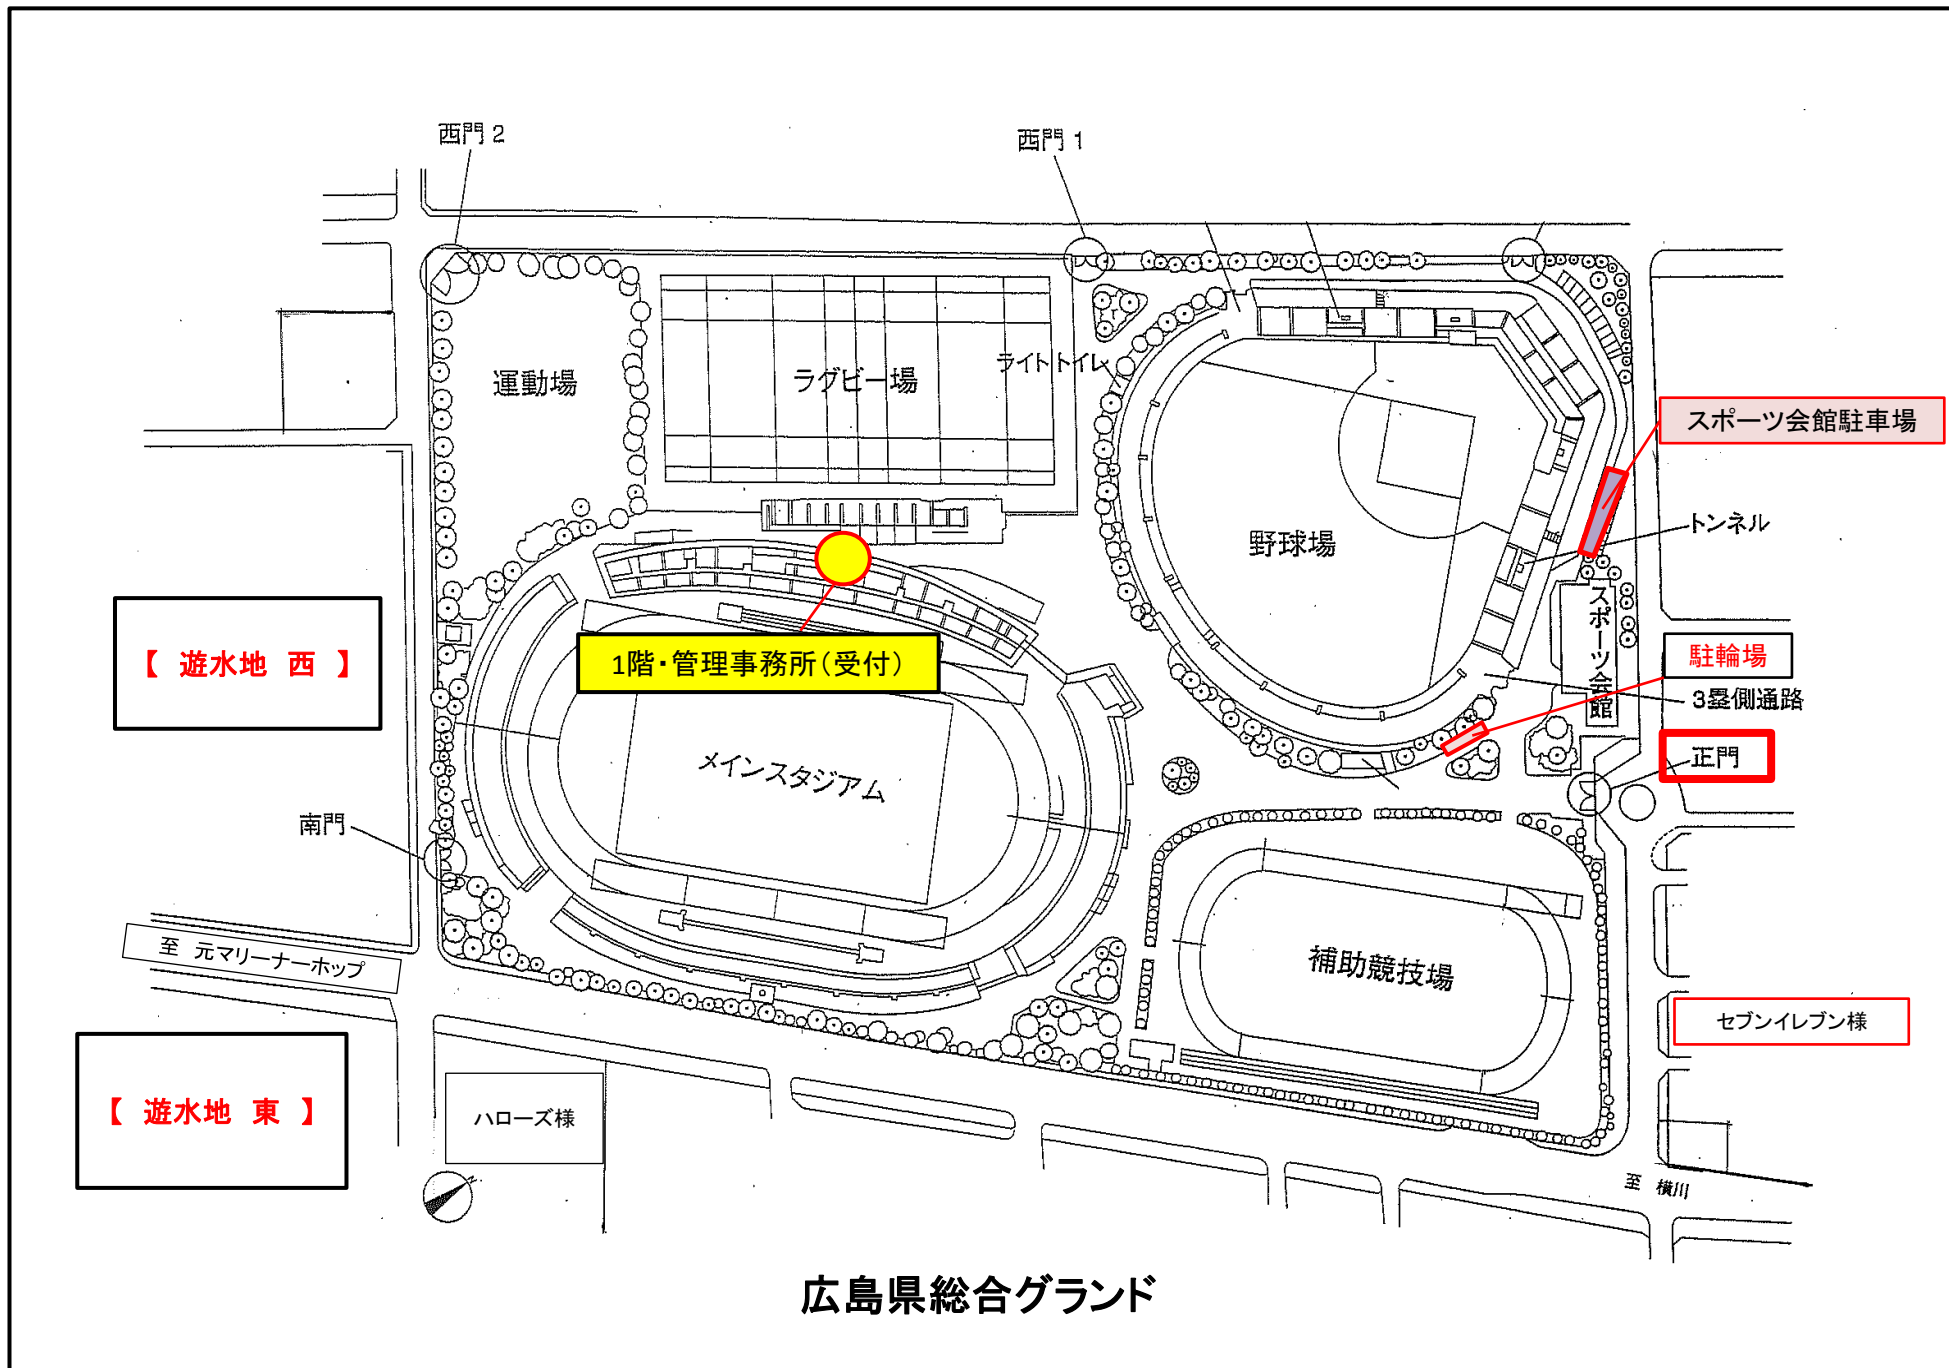 西門 2
西門 1
運動場
ラグビー場
ライトトイレ
スポーツ会館駐車場
トンネル
野球場
スポーツ会館
【 遊水地 西 】
1階・管理事務所(受付)
駐輪場
3塁側通路
正門
メインスタジアム
南門
至 元マリーナーホップ
補助競技場
セブンイレブン様
【 遊水地 東 】
ハローズ様
至 横川
N
広島県総合グランド